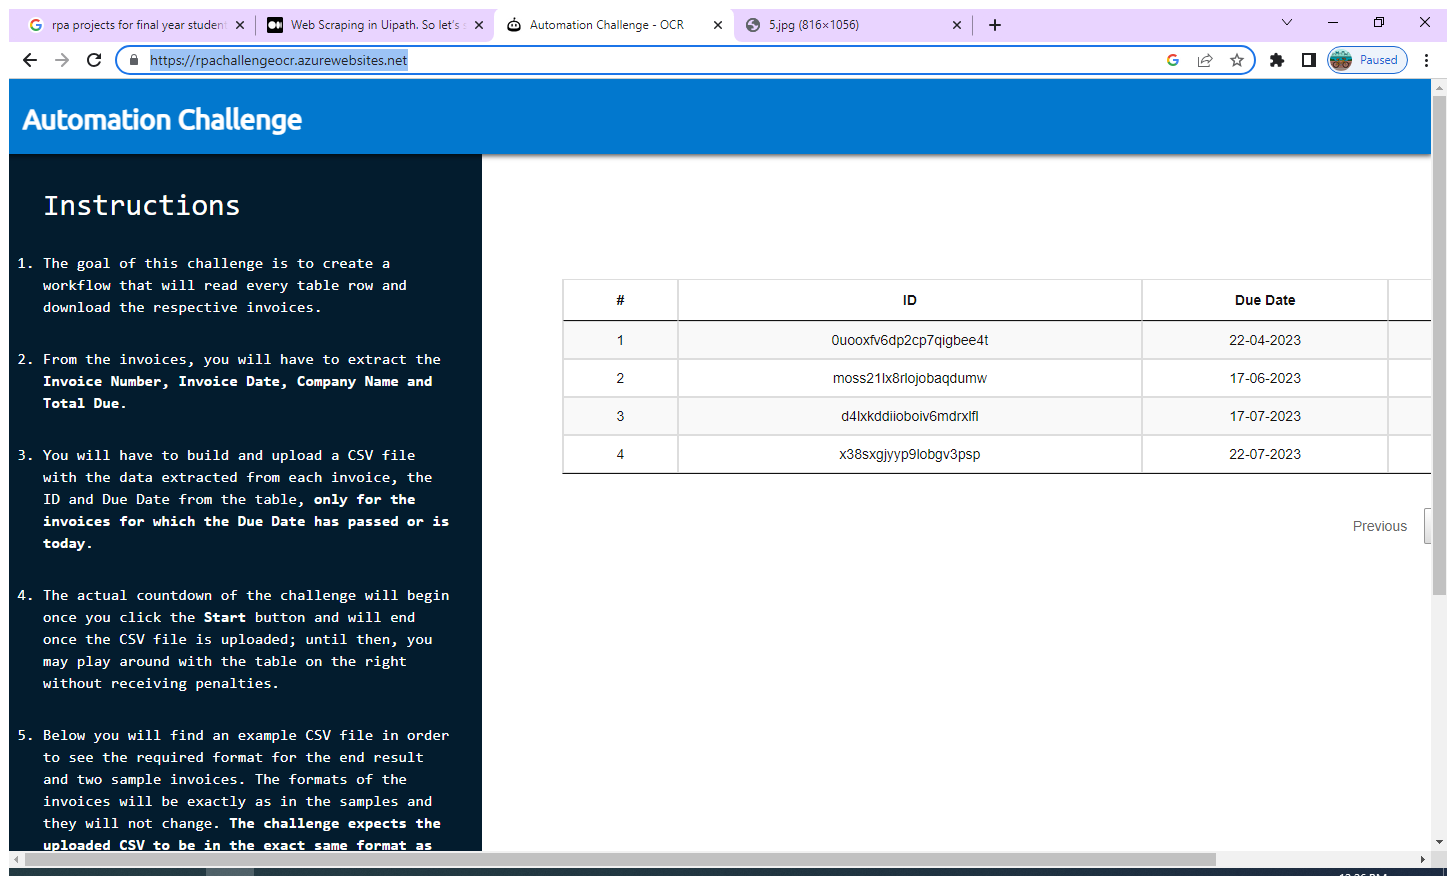 rpa projects for final year student
Web Scraping in Uipath. So let's s
Automation Challenge - OCR
5.jpg (816×1056)
https://rpachallengeocr.azurewebsites.net
Paused
Automation Challenge
Instructions
1. The goal of this challenge is to create a
workflow that will read every table row and
download the respective invoices.
2. From the invoices, you will have to extract the
Invoice Number, Invoice Date, Company Name and
Total Due.
3. You will have to build and upload a CSV file
with the data extracted from each invoice, the
ID and Due Date from the table, only for the
invoices for which the Due Date has passed or is
today.
4. The actual countdown of the challenge will begin
once you click the Start button and will end
once the CSV file is uploaded; until then, you
may play around with the table on the right
without receiving penalties.
5. Below you will find an example CSV file in order
to see the required format for the end result
and two sample invoices. The formats of the
invoices will be exactly as in the samples and
they will not change. The challenge expects the
uploaded CSV to be in the exact same format as
# ID Due Date
1 0uooxfv6dp2cp7qigbee4t 22-04-2023
2 moss21lx8rlojobaqdumw 17-06-2023
3 d4lxkddiioboiv6mdrxlfl 17-07-2023
4 x38sxgjyyp9lobgv3psp 22-07-2023
Previous